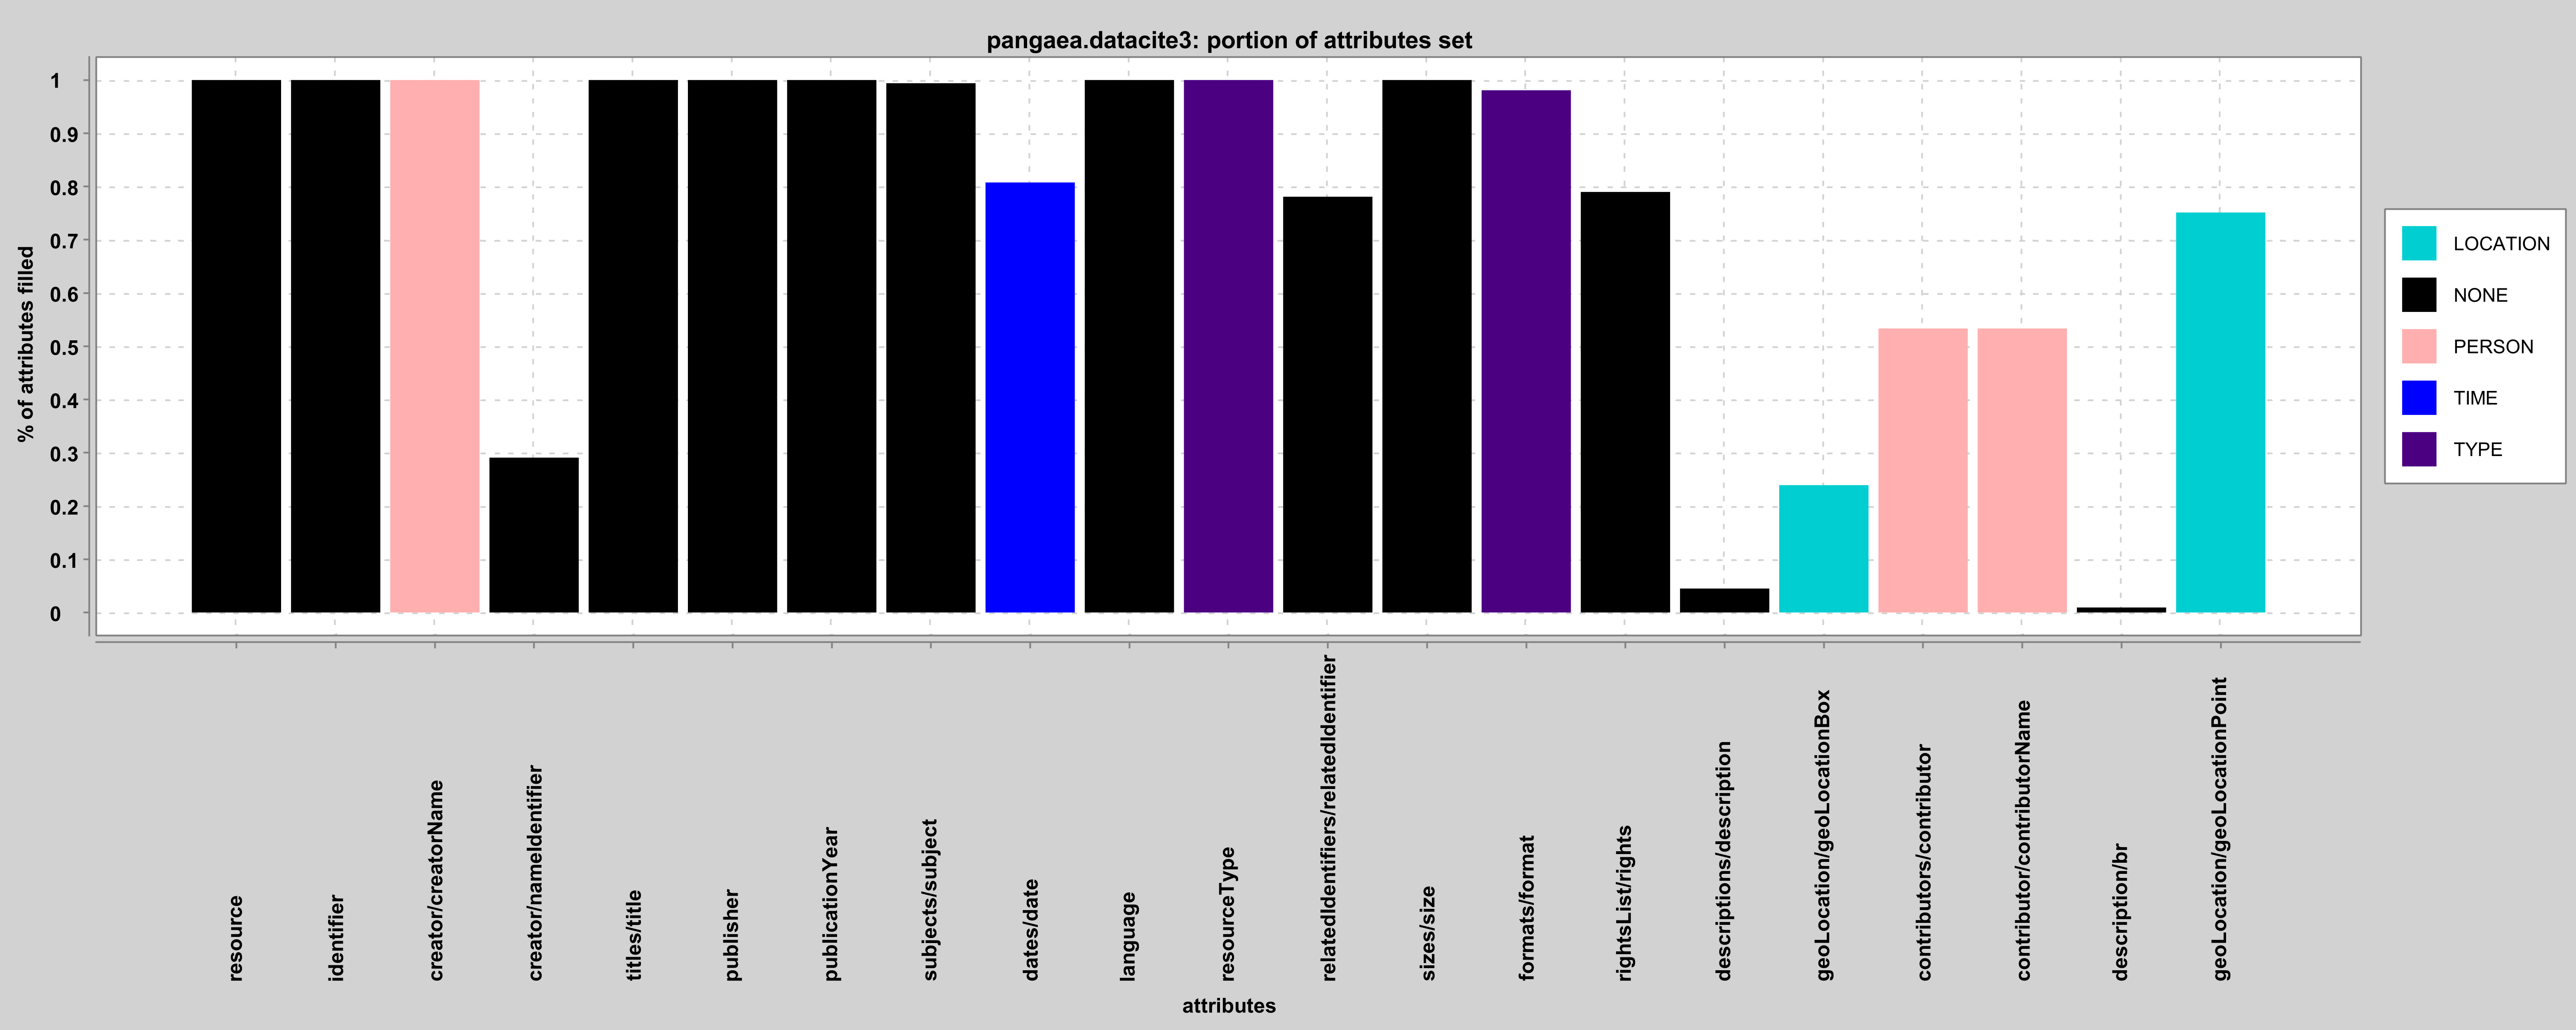 pangaea.datacite3: portion of attributes set
% of attributes filled
1
0.9
0.8
0.7
0.6
0.5
0.4
0.3
0.2
0.1
0
resource
identifier
creator/creatorName
creator/nameIdentifier
titles/title
publisher
publicationYear
subjects/subject
dates/date
language
resourceType
relatedIdentifiers/relatedIdentifier
sizes/size
formats/format
rightsList/rights
descriptions/description
geoLocation/geoLocationBox
contributors/contributor
contributor/contributorName
description/br
geoLocation/geoLocationPoint
attributes
LOCATION
NONE
PERSON
TIME
TYPE